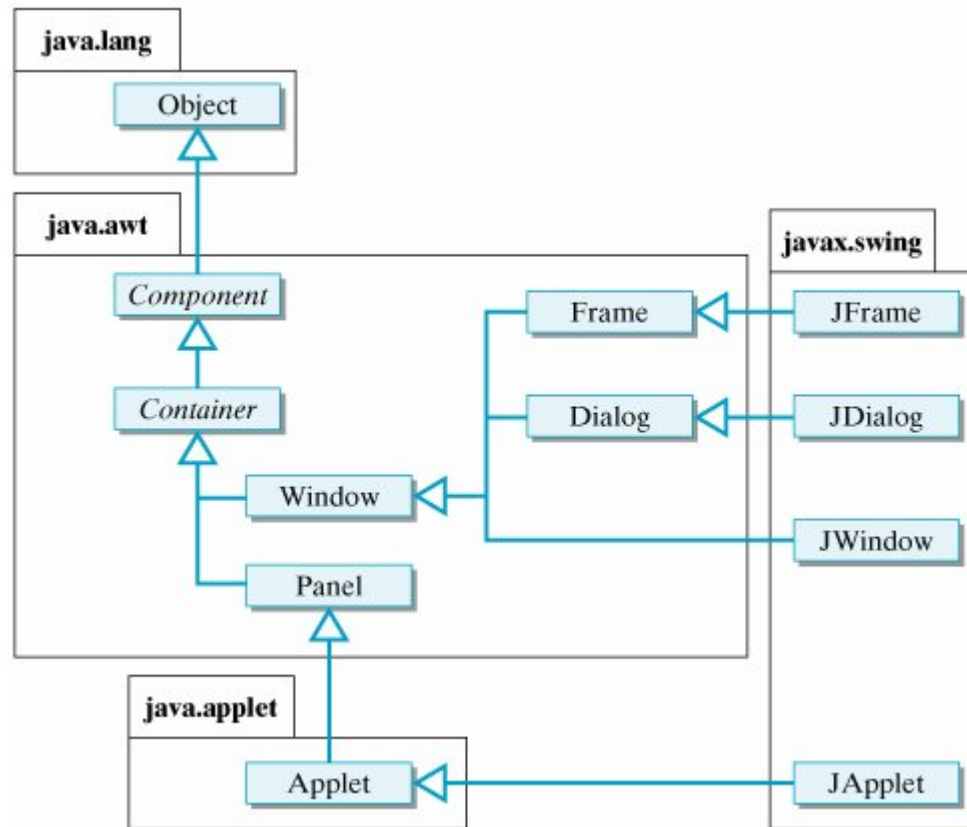 java.lang
Object
java.awt
javax.swing
Component
Frame
JFrame
Container
Dialog
JDialog
Window
JWindow
Panel
java.applet
Applet
JApplet